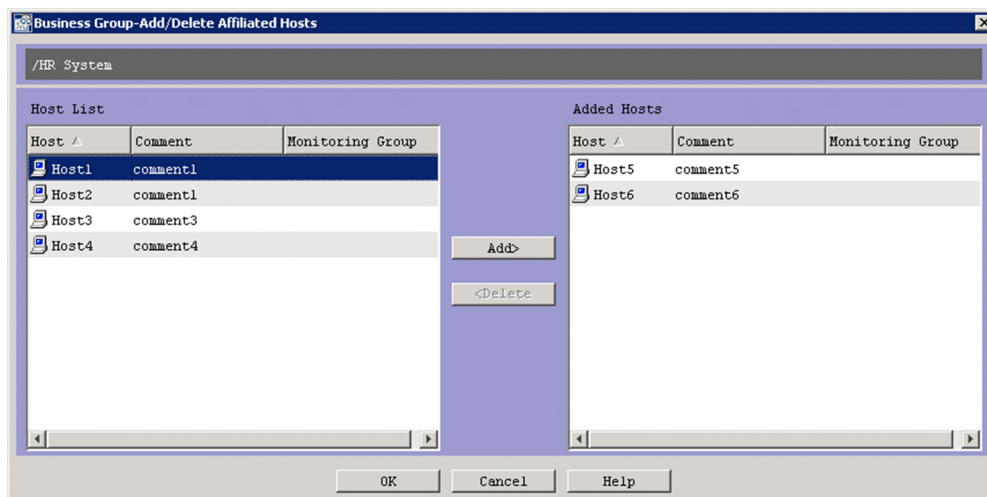 Business Group-Add/Delete Affiliated Hosts
/HR System
Host List
Host Comment Monitoring Group
Host1 comment1
Host2 comment1
Host3 comment3
Host4 comment4
Add>
<Delete
Added Hosts
Host Comment Monitoring Group
Host5 comment5
Host6 comment6
OK Cancel Help